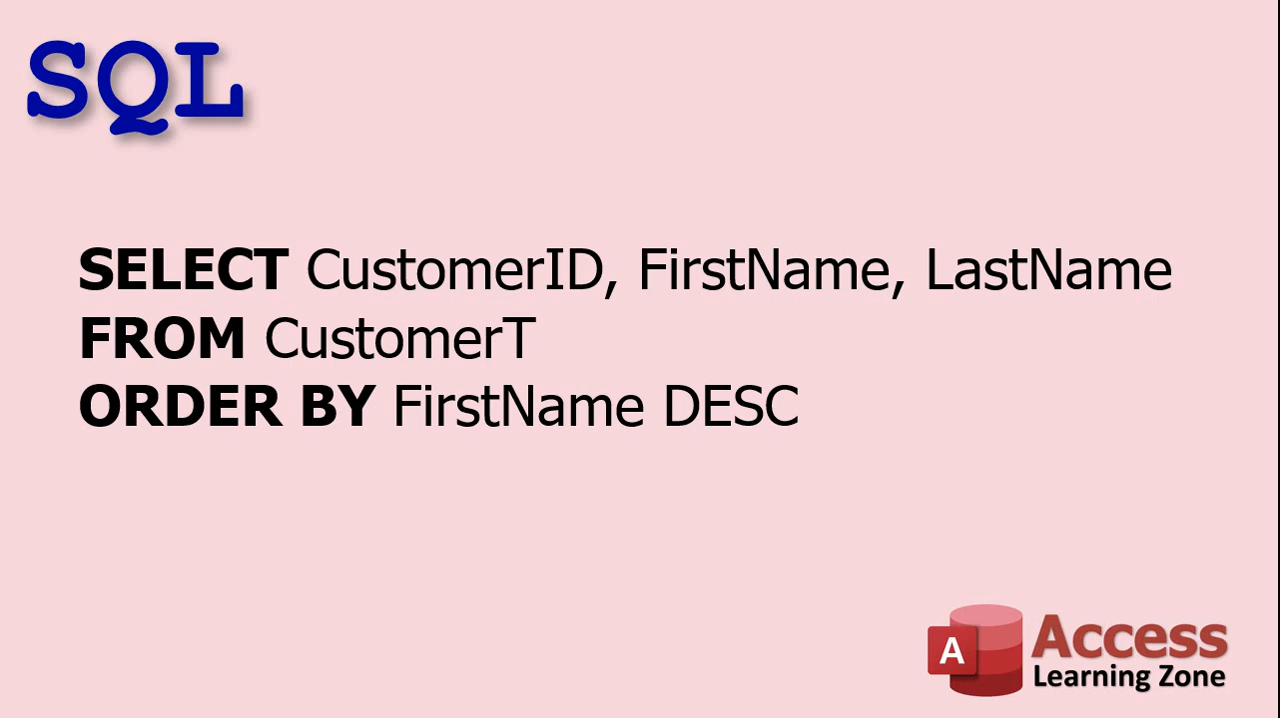 SQL
SELECT CustomerID, FirstName, LastName
FROM CustomerT
ORDER BY FirstName DESC
A Access
Learning Zone